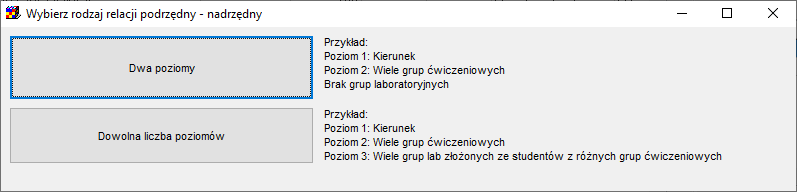 Wybierz rodzaj relacji podrzędny - nadrzędny
Dwa poziomy
Przykład:
Poziom 1: Kierunek
Poziom 2: Wiele grup ćwiczeniowych
Brak grup laboratoryjnych
Dowolna liczba poziomów
Przykład:
Poziom 1: Kierunek
Poziom 2: Wiele grup ćwiczeniowych
Poziom 3: Wiele grup lab złożonych ze studentów z różnych grup ćwiczeniowych